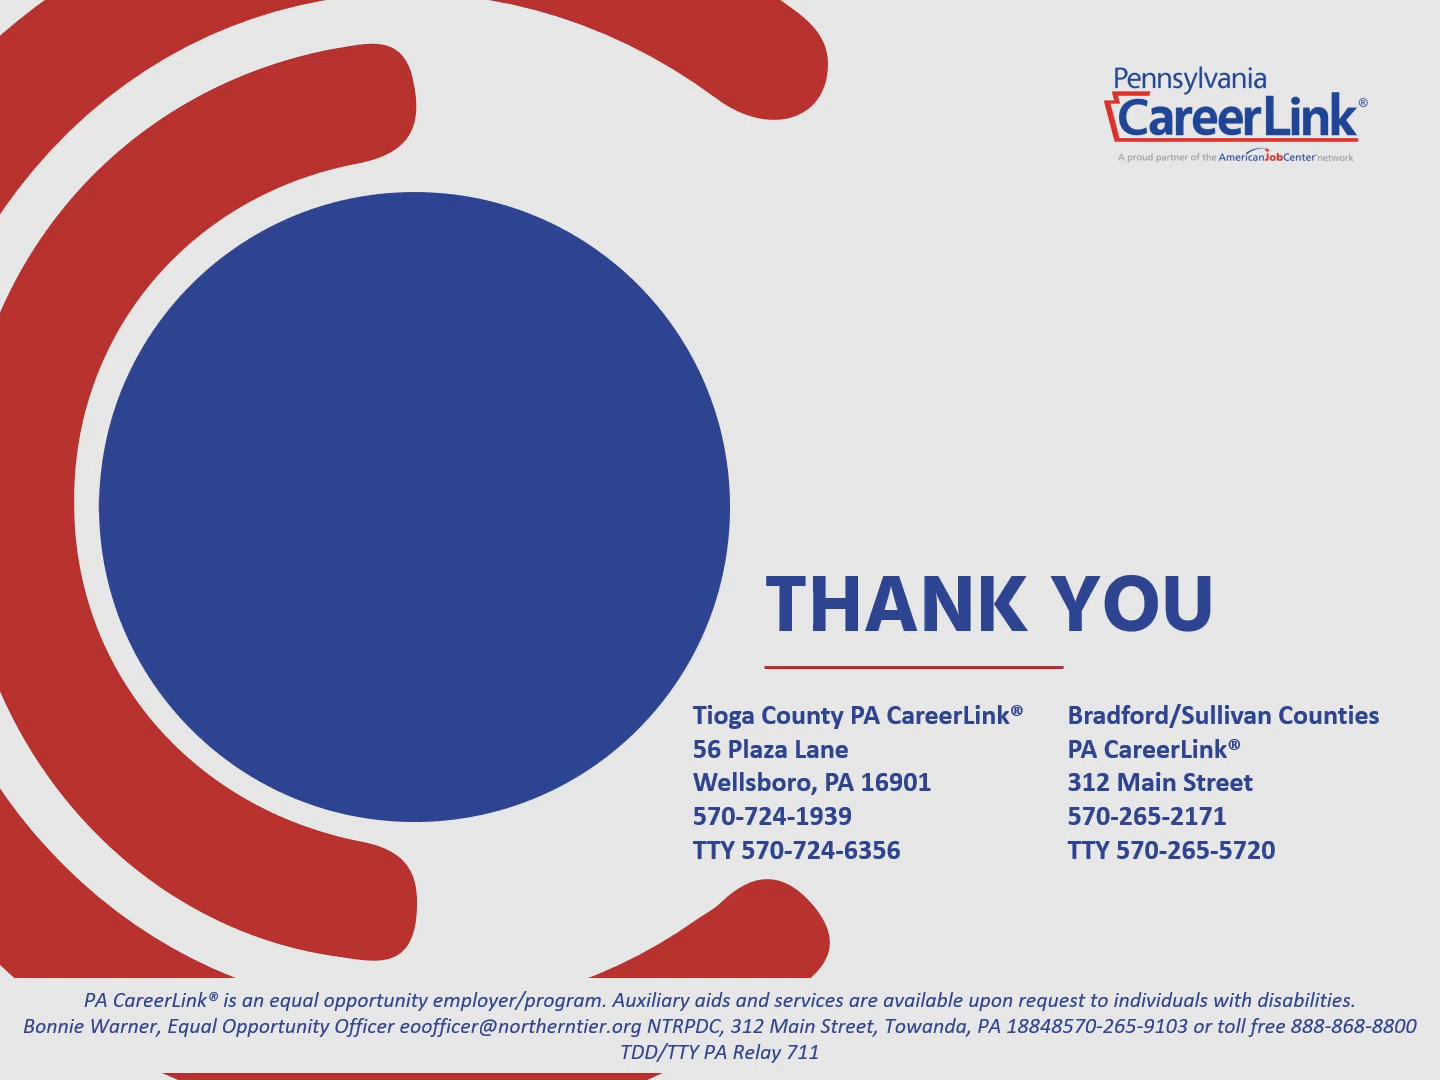 Pennsylvania
CareerLink®
A proud partner of the AmericanJobCenter network
THANK YOU
Tioga County PA CareerLink®
56 Plaza Lane
Wellsboro, PA 16901
570-724-1939
TTY 570-724-6356
Bradford/Sullivan Counties
PA CareerLink®
312 Main Street
570-265-2171
TTY 570-265-5720
PA CareerLink® is an equal opportunity employer/program. Auxiliary aids and services are available upon request to individuals with disabilities.
Bonnie Warner, Equal Opportunity Officer eoofficer@northerntier.org NTRPDC, 312 Main Street, Towanda, PA 18848570-265-9103 or toll free 888-868-8800
TDD/TTY PA Relay 711